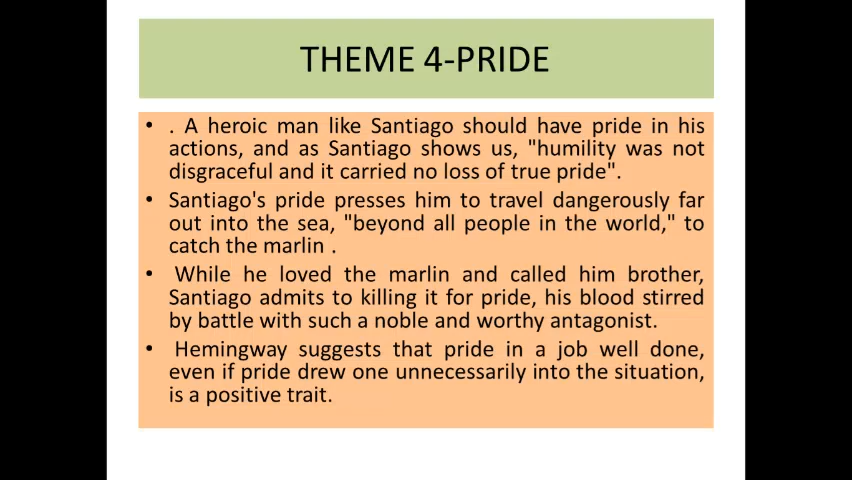 THEME 4-PRIDE
• . A heroic man like Santiago should have pride in his
actions, and as Santiago shows us, "humility was not
disgraceful and it carried no loss of true pride".
• Santiago's pride presses him to travel dangerously far
out into the sea, "beyond all people in the world," to
catch the marlin .
• While he loved the marlin and called him brother,
Santiago admits to killing it for pride, his blood stirred
by battle with such a noble and worthy antagonist.
• Hemingway suggests that pride in a job well done,
even if pride drew one unnecessarily into the situation,
is a positive trait.